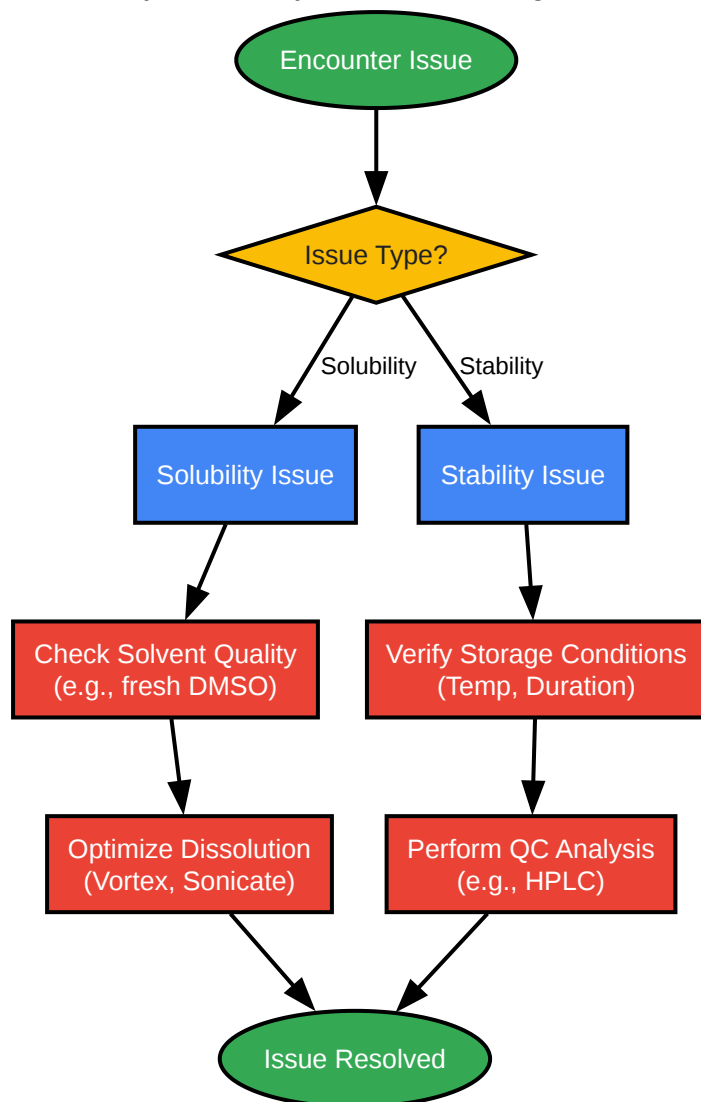 Encounter Issue
Issue Type?
Solubility
Stability
Solubility Issue
Stability Issue
Check Solvent Quality
(e.g., fresh DMSO)
Verify Storage Conditions
(Temp, Duration)
Optimize Dissolution
(Vortex, Sonicate)
Perform QC Analysis
(e.g., HPLC)
Issue Resolved